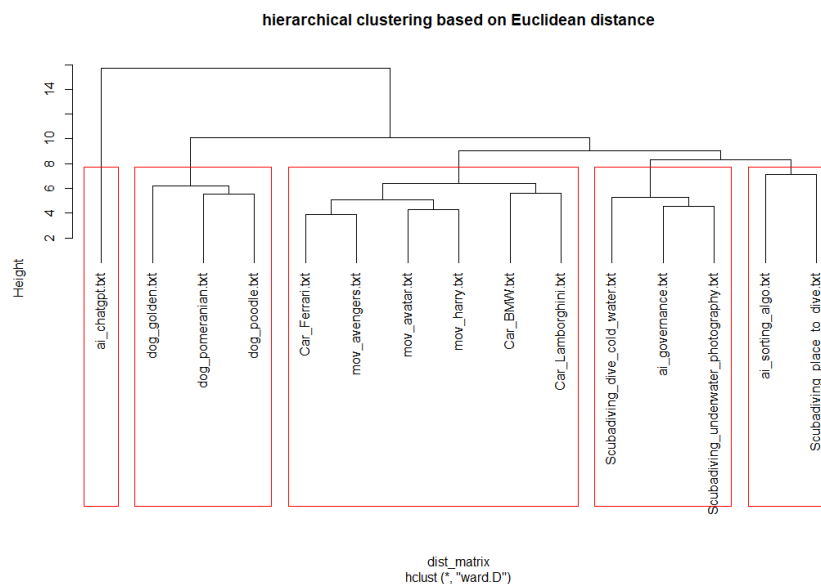 hierarchical clustering based on Euclidean distance
Height
14
10
8
6
4
2
ai_chatgpt.txt
dog_golden.txt
dog_pomeranian.txt
dog_poodle.txt
Car_Ferrari.txt
mov_avengers.txt
mov_avatar.txt
mov_harry.txt
Car_BMW.txt
Car_Lamborghini.txt
Scubadiving_dive_cold_water.txt
ai_governance.txt
Scubadiving_underwater_photography.txt
ai_sorting_algo.txt
Scubadiving_place_to_dive.txt
dist_matrix
hclust (*, "ward.D")